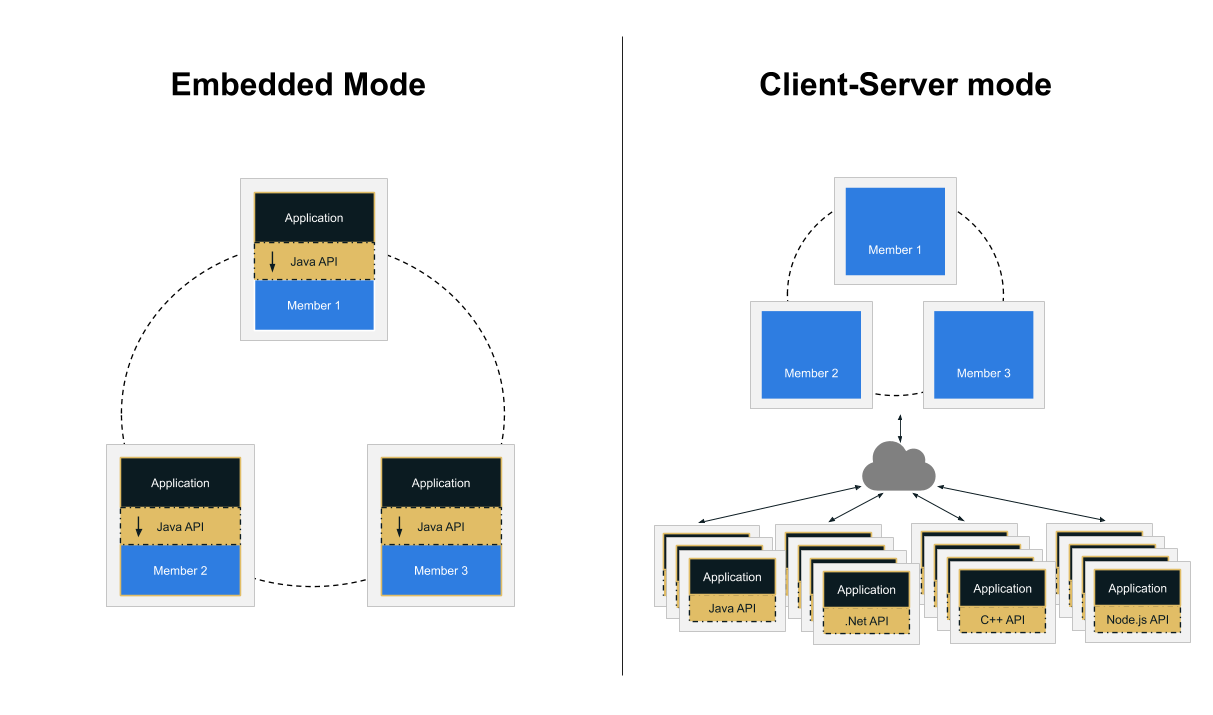 Embedded Mode
Application
Java API
Member 1
Application
Java API
Member 2
Application
Java API
Member 3
Client-Server mode
Member 1
Member 2
Member 3
Application
Java API
Application
.Net API
Application
C++ API
Application
Node.js API